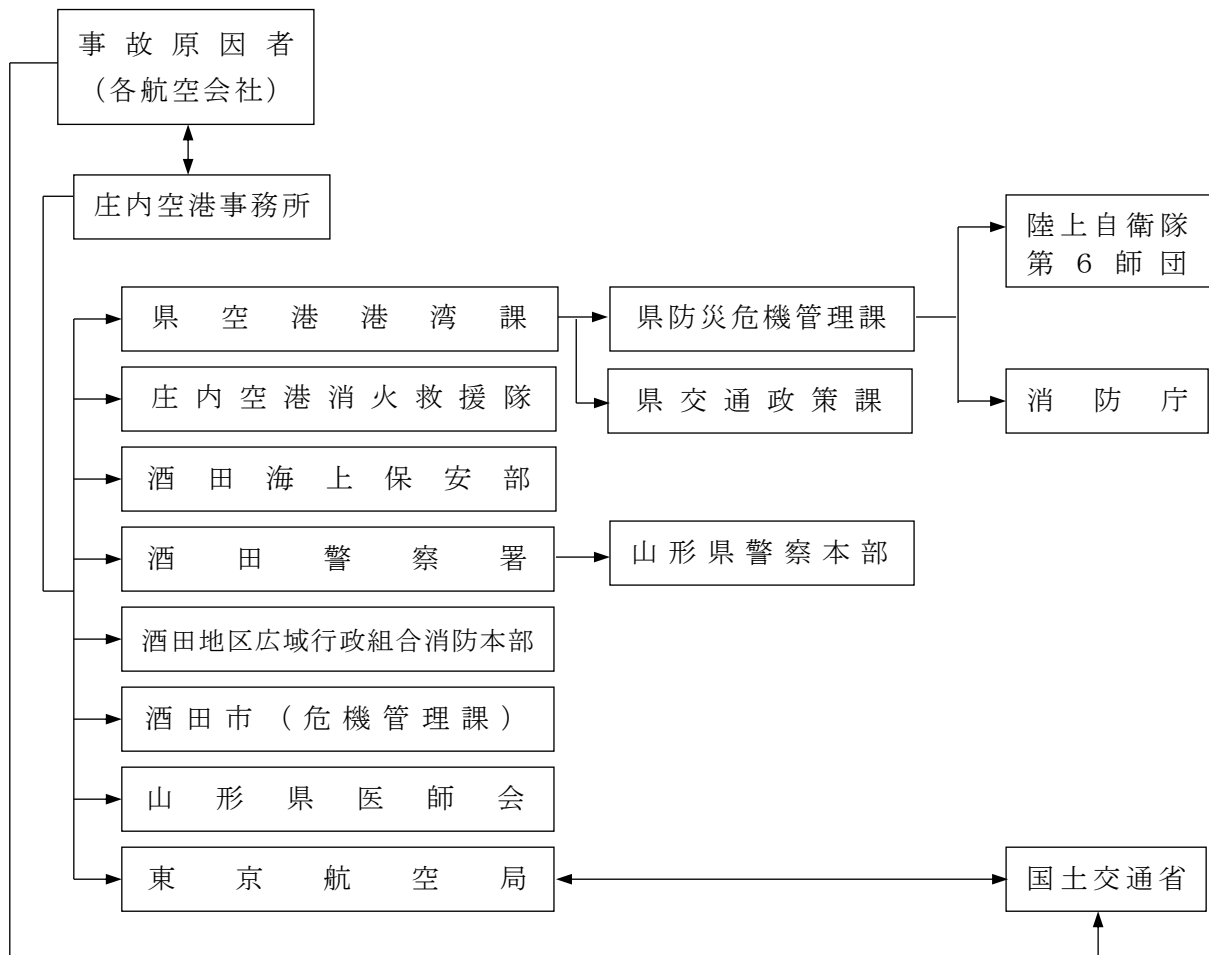 事故原因者
（各航空会社）
庄内空港事務所
陸上自衛隊
第６師団
県空港港湾課
県防災危機管理課
庄内空港消火救援隊
県交通政策課
消防庁
酒田海上保安部
酒田警察署
山形県警察本部
酒田地区広域行政組合消防本部
酒田市（危機管理課）
山形県医師会
東京航空局
国土交通省